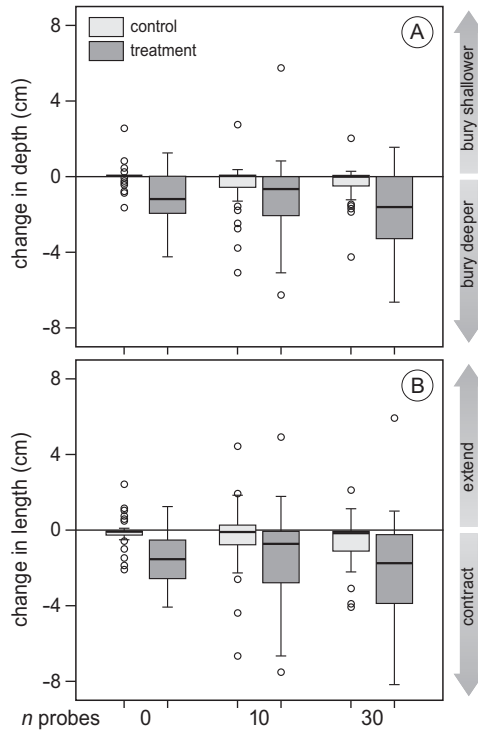 8
4
0
-4
-8
change in depth (cm)
control
treatment
A
bury shallower
bury deeper
8
4
0
-4
-8
change in length (cm)
B
extend
contract
n probes 0 10 30